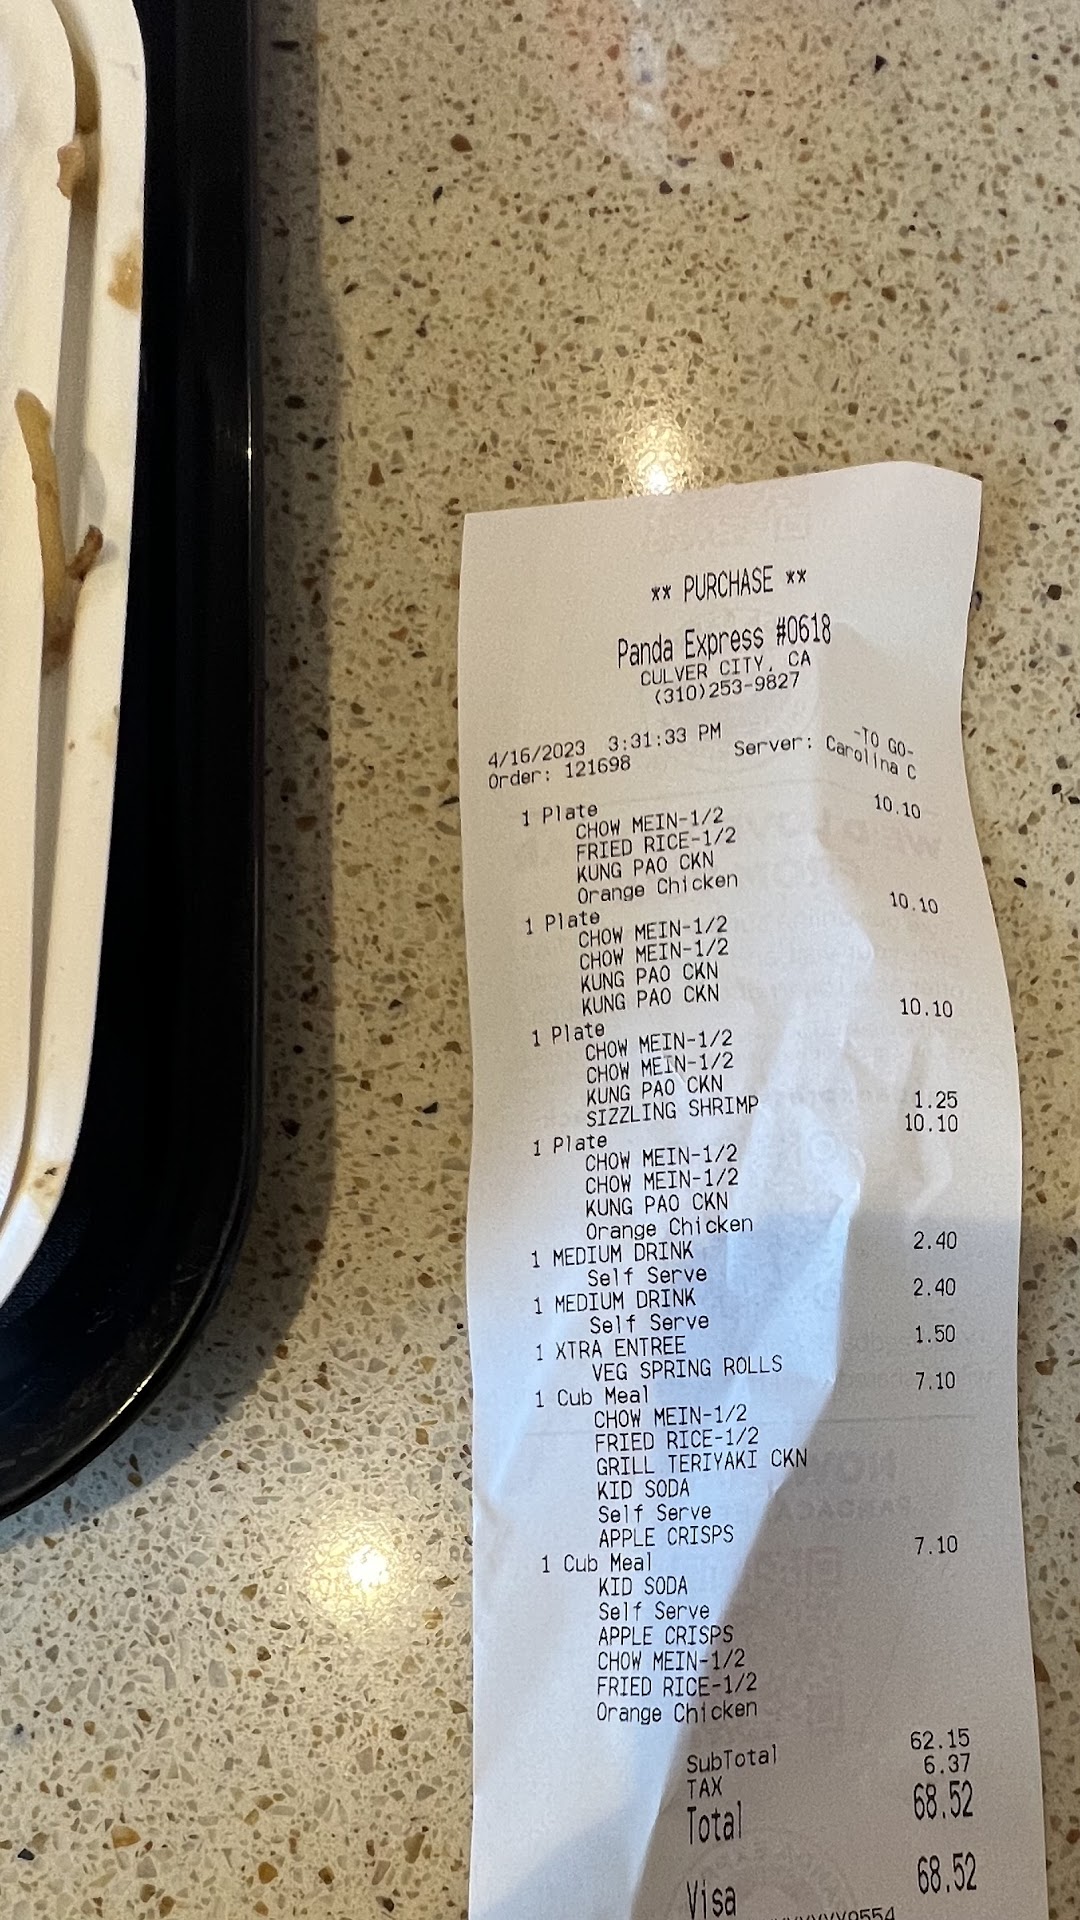 ** PURCHASE **
Panda Express #0618
CULVER CITY, CA
(310)253-9827
4/16/2023 3:31:33 PM -TO GO-
Order: 121698 Server: Carolina C
1 Plate 10.10
CHOW MEIN-1/2
FRIED RICE-1/2
KUNG PAO CKN
Orange Chicken
1 Plate 10.10
CHOW MEIN-1/2
CHOW MEIN-1/2
KUNG PAO CKN
KUNG PAO CKN
1 Plate 10.10
CHOW MEIN-1/2
CHOW MEIN-1/2
KUNG PAO CKN
SIZZLING SHRIMP 1.25
1 Plate 10.10
CHOW MEIN-1/2
CHOW MEIN-1/2
KUNG PAO CKN
Orange Chicken
1 MEDIUM DRINK 2.40
Self Serve
1 MEDIUM DRINK 2.40
Self Serve
1 XTRA ENTREE 1.50
VEG SPRING ROLLS
1 Cub Meal 7.10
CHOW MEIN-1/2
FRIED RICE-1/2
GRILL TERIYAKI CKN
KID SODA
Self Serve
APPLE CRISPS
1 Cub Meal 7.10
KID SODA
Self Serve
APPLE CRISPS
CHOW MEIN-1/2
FRIED RICE-1/2
Orange Chicken
SubTotal 62.15
TAX 6.37
Total 68.52
Visa 68.52